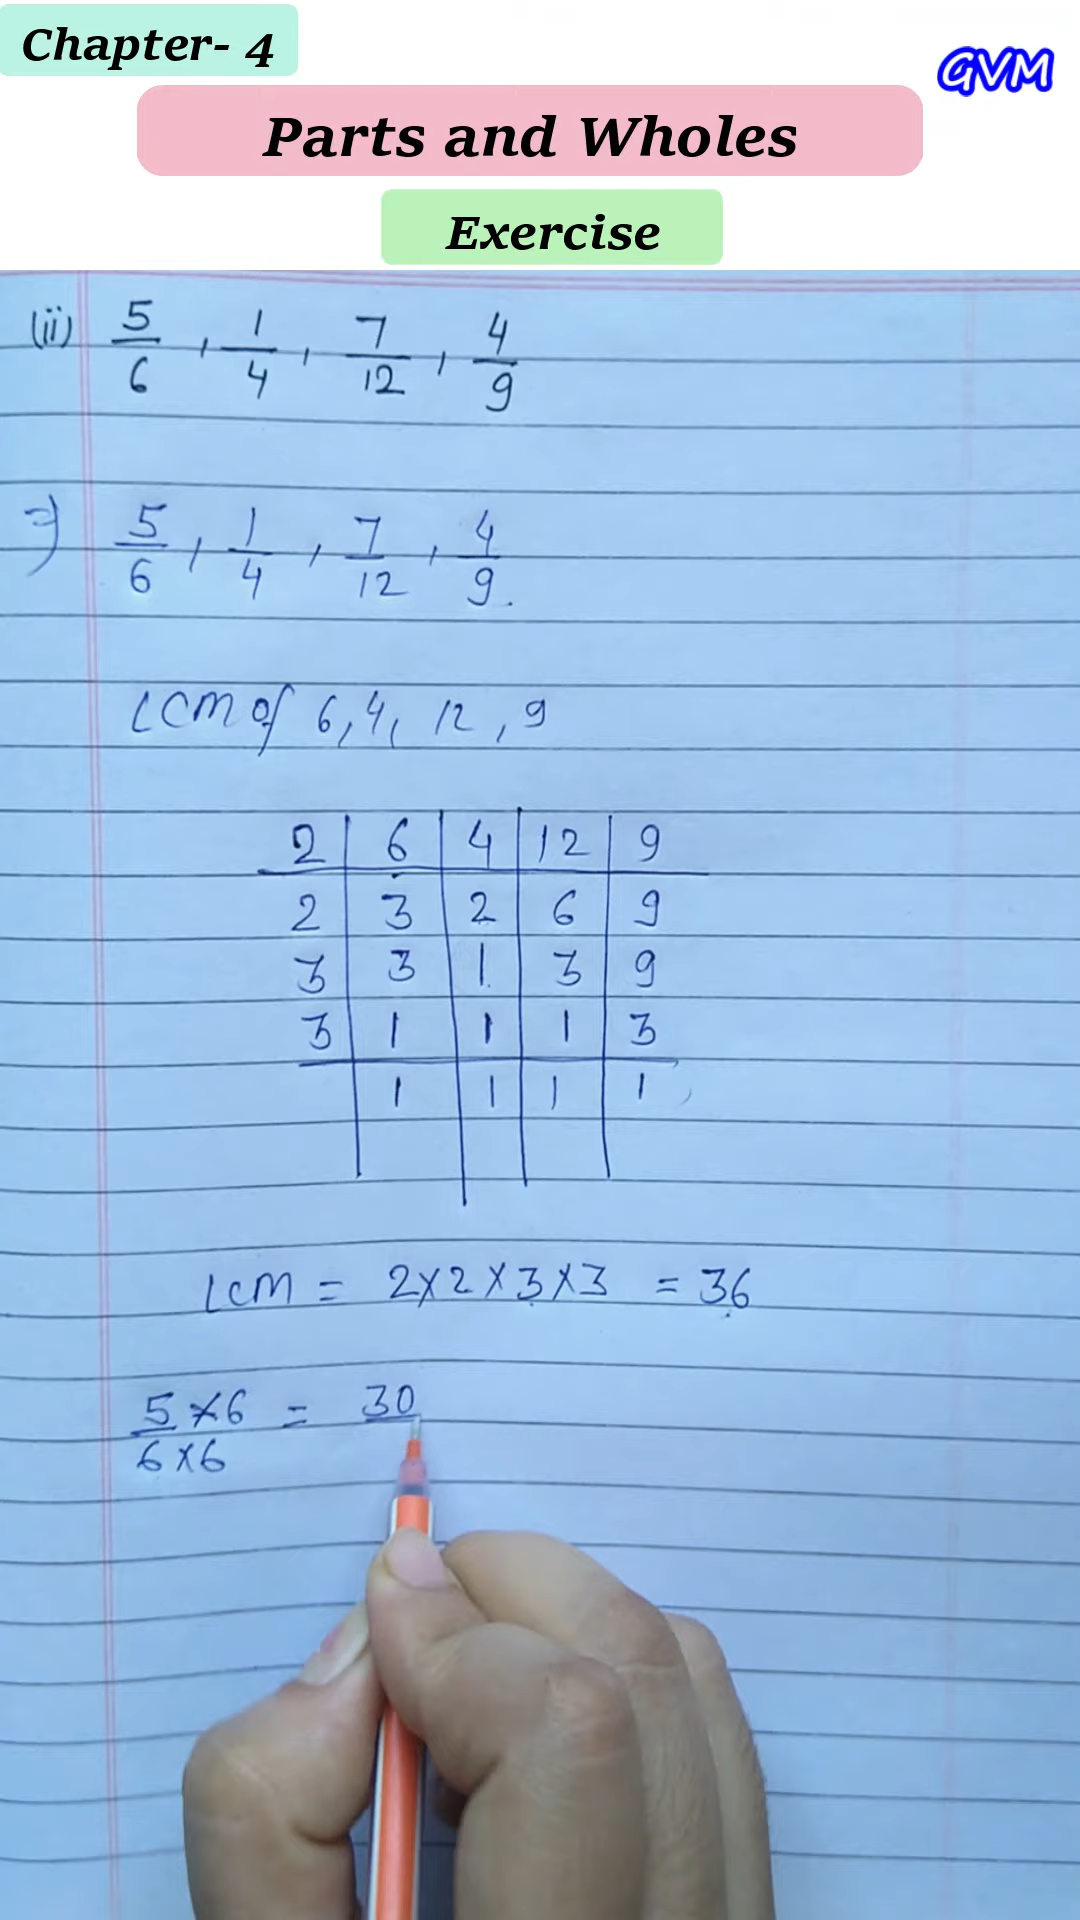 Chapter- 4
GVM
Parts and Wholes
Exercise
(ii) 5/6 , 1/4 , 7/12 , 4/9
=) 5/6 , 1/4 , 7/12 , 4/9.
LCM of 6, 4, 12, 9
2 | 6 | 4 | 12 | 9
2 | 3 | 2 | 6 | 9
3 | 3 | 1 | 3 | 9
3 | 1 | 1 | 1 | 3
| 1 | 1 | 1 | 1
LCM = 2×2×3×3 = 36
5×6 = 30
6×6